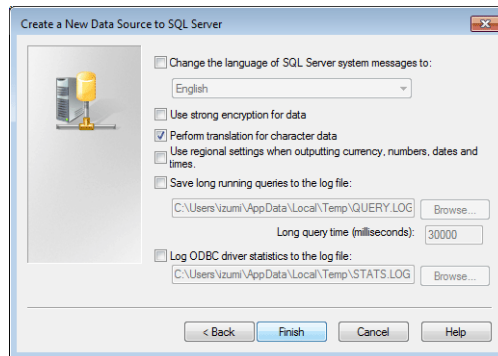 Create a New Data Source to SQL Server
Change the language of SQL Server system messages to:
English
Use strong encryption for data
Perform translation for character data
Use regional settings when outputting currency, numbers, dates and
times.
Save long running queries to the log file:
C:\Users\izumi\AppData\Local\Temp\QUERY.LOG
Browse...
Long query time (milliseconds):
30000
Log ODBC driver statistics to the log file:
C:\Users\izumi\AppData\Local\Temp\STATS.LOG
Browse...
< Back
Finish
Cancel
Help